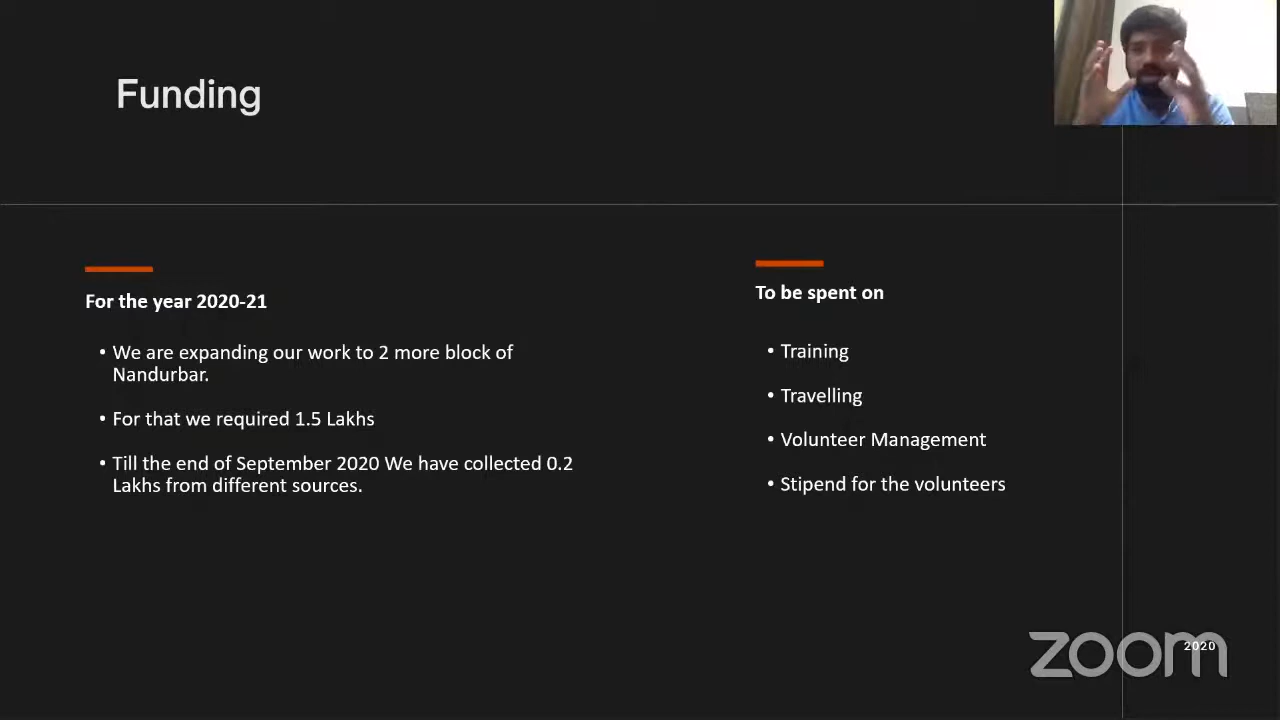 Funding
For the year 2020-21
• We are expanding our work to 2 more block of
Nandurbar.
• For that we required 1.5 Lakhs
• Till the end of September 2020 We have collected 0.2
Lakhs from different sources.
To be spent on
• Training
• Travelling
• Volunteer Management
• Stipend for the volunteers
2020
zoom